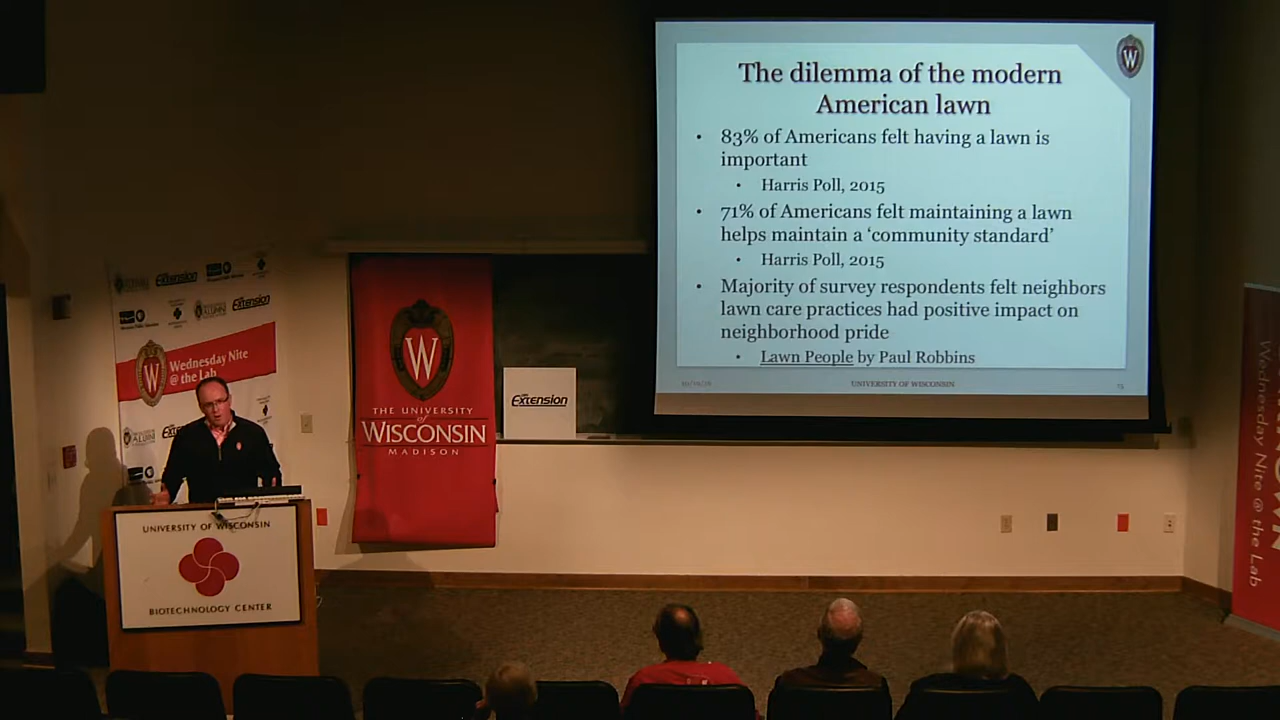 The dilemma of the modern
American lawn
• 83% of Americans felt having a lawn is
important
• Harris Poll, 2015
• 71% of Americans felt maintaining a lawn
helps maintain a ‘community standard’
• Harris Poll, 2015
• Majority of survey respondents felt neighbors
lawn care practices had positive impact on
neighborhood pride
• Lawn People by Paul Robbins
UNIVERSITY OF WISCONSIN
W
Extension
Extension
Wednesday Nite
@ the Lab
W
W
THE UNIVERSITY
of
WISCONSIN
MADISON
Extension
UNIVERSITY OF WISCONSIN
BIOTECHNOLOGY CENTER
Wednesday Nite @ the Lab